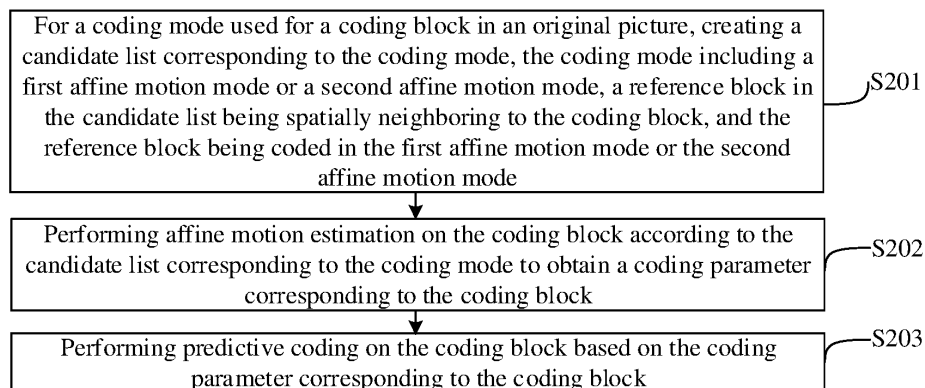 For a coding mode used for a coding block in an original picture, creating a
candidate list corresponding to the coding mode, the coding mode including a
first affine motion mode or a second affine motion mode, a reference block in
the candidate list being spatially neighboring to the coding block, and the
reference block being coded in the first affine motion mode or the second
affine motion mode
S201
Performing affine motion estimation on the coding block according to the
candidate list corresponding to the coding mode to obtain a coding parameter
corresponding to the coding block
S202
Performing predictive coding on the coding block based on the coding
parameter corresponding to the coding block
S203